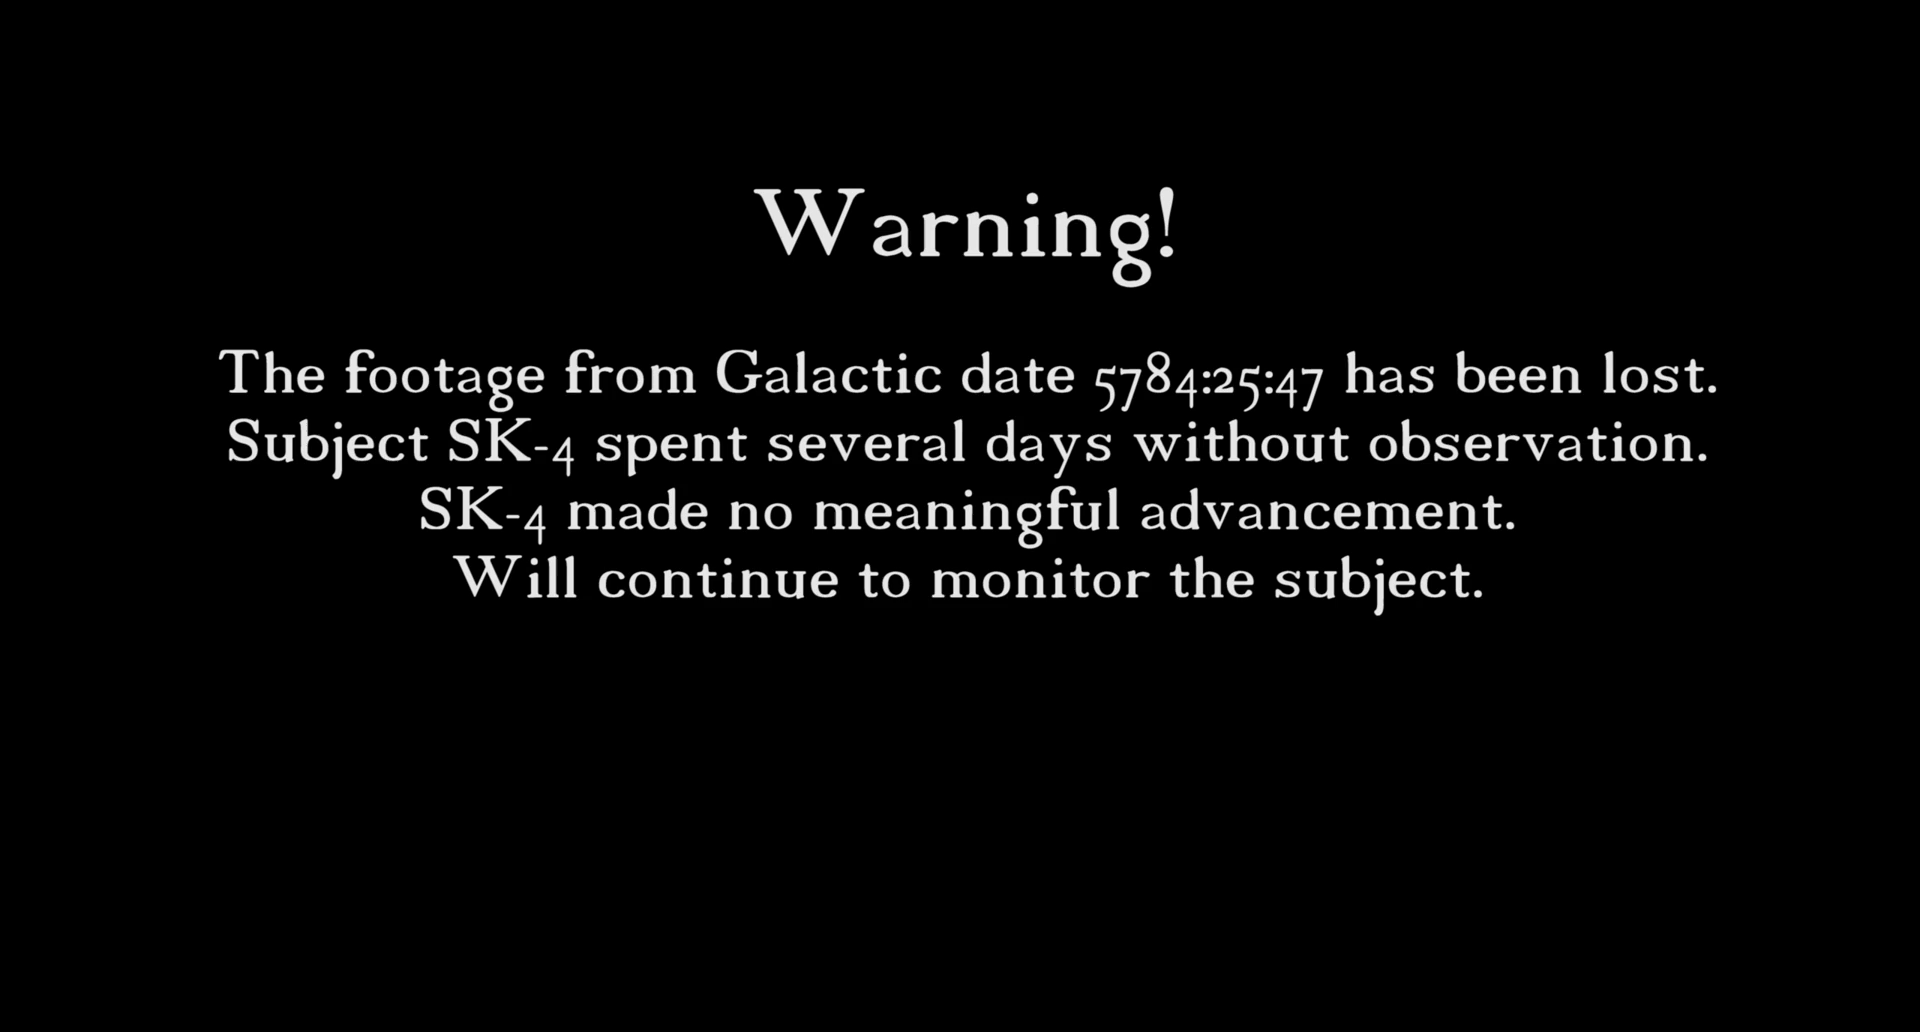 Warning!
The footage from Galactic date 5784:25:47 has been lost.
Subject SK-4 spent several days without observation.
SK-4 made no meaningful advancement.
Will continue to monitor the subject.